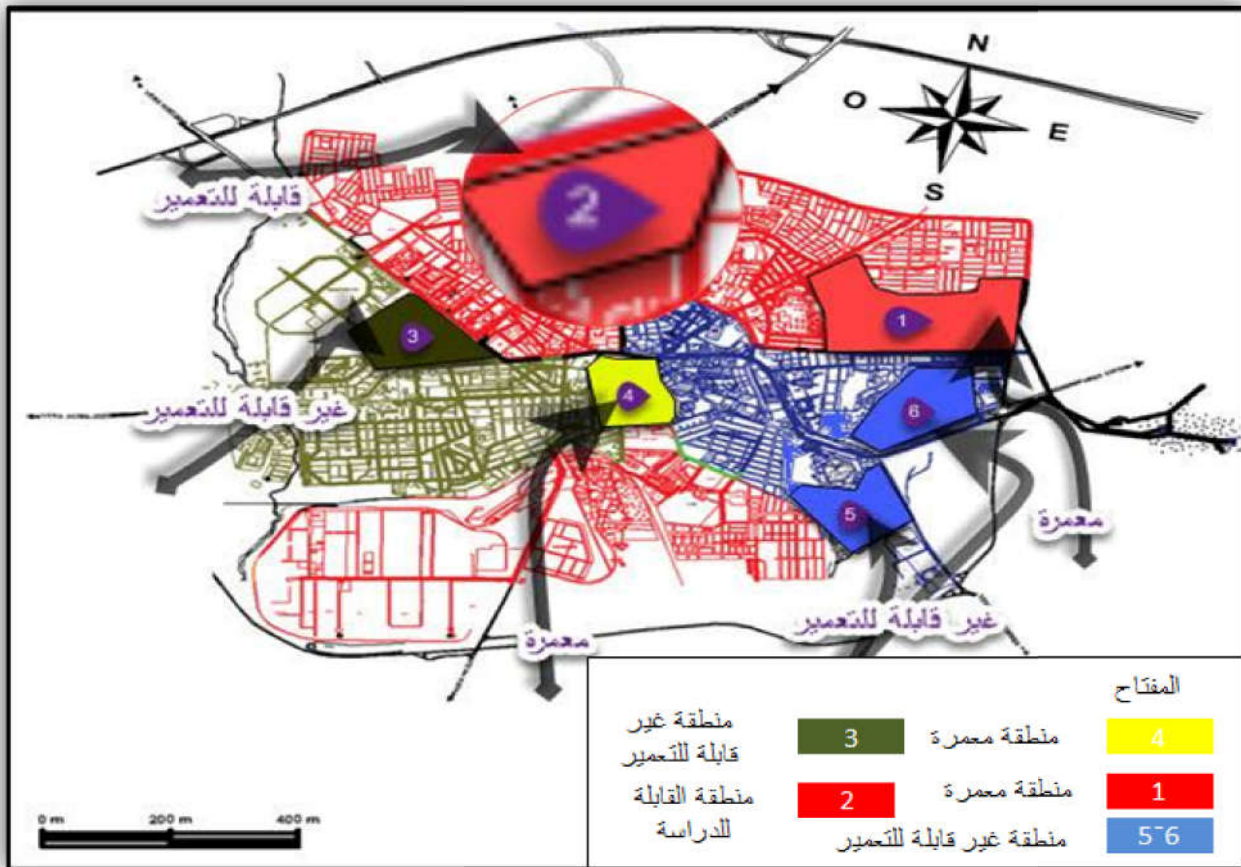 N
O
E
S
قابلة للتعمير
2
1
3
غير قابلة للتعمير
4
6
5
معمرة
غير قابلة للتعمير
معمرة
المفتاح
4 منطقة معمرة
3 منطقة غير
قابلة للتعمير
1 منطقة معمرة
2 منطقة القابلة
للدراسة
5-6 منطقة غير قابلة للتعمير
0 m 200 m 400 m